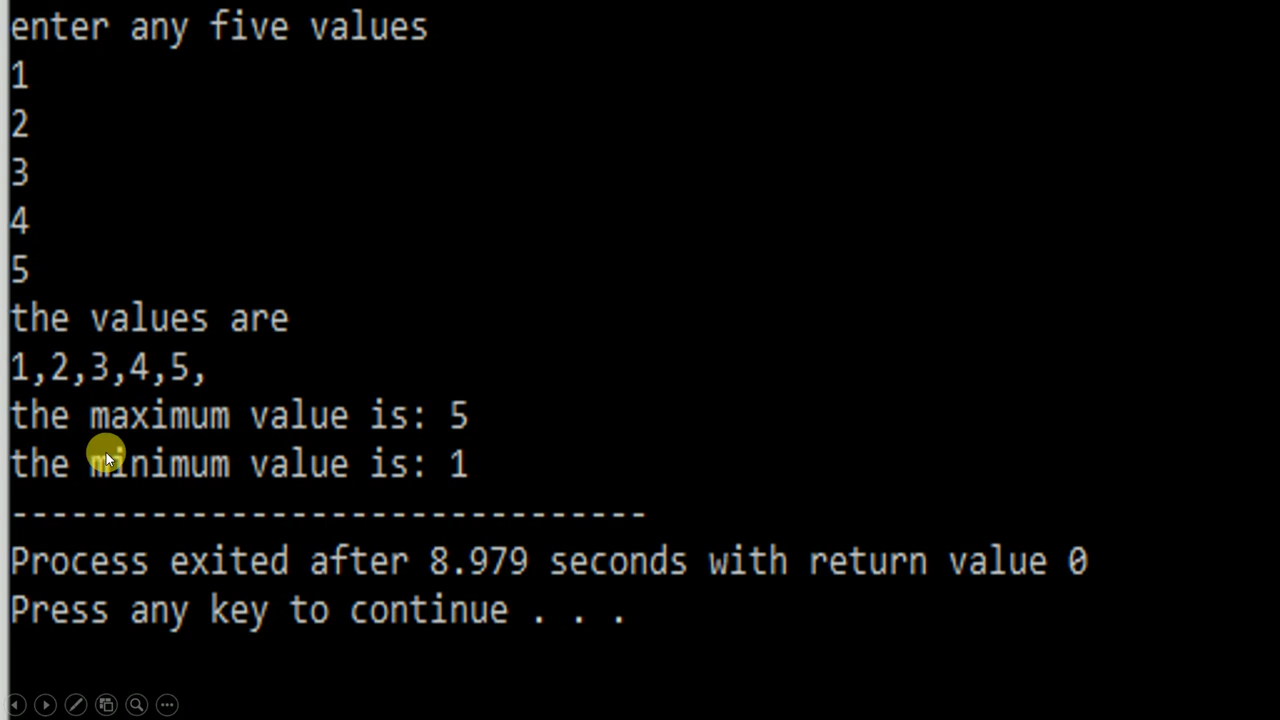 enter any five values
1
2
3
4
5
the values are
1,2,3,4,5,
the maximum value is: 5
the minimum value is: 1
--------------------------------
Process exited after 8.979 seconds with return value 0
Press any key to continue . . .